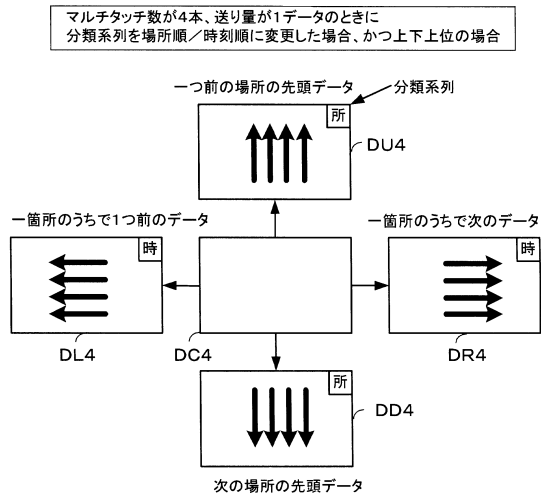 マルチタッチ数が4本、送り量が1データのときに
分類系列を場所順／時刻順に変更した場合、かつ上下上位の場合
一つ前の場所の先頭データ
分類系列
所
DU4
一箇所のうちで1つ前のデータ
一箇所のうちで次のデータ
時
時
DL4
DC4
DR4
所
DD4
次の場所の先頭データ